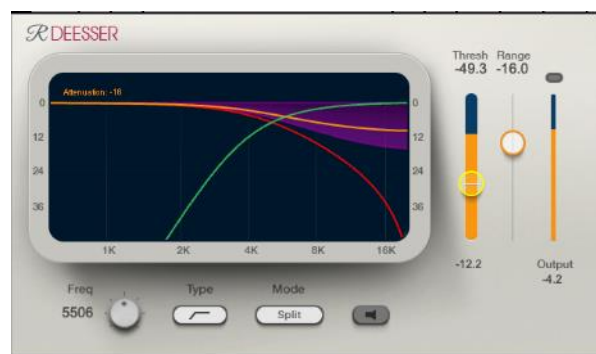 R DEESSER
Thresh Range
-49.3 -16.0
Attenuation: -16
0 0
12 12
24 24
36 36
1K 2K 4K 8K 16K
-12.2 Output
-4.2
Freq Type Mode
5506 Split